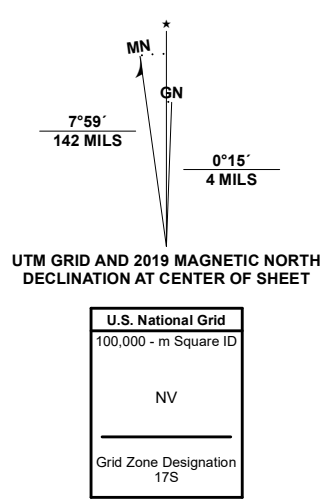 ★
MN
GN
7°59´
142 MILS
0°15´
4 MILS
UTM GRID AND 2019 MAGNETIC NORTH
DECLINATION AT CENTER OF SHEET
U.S. National Grid
100,000 - m Square ID
NV
Grid Zone Designation
17S